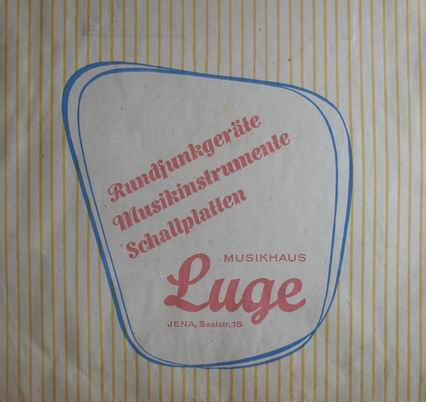 Rundfunkgeräte
Musikinstrumente
Schallplatten
MUSIKHAUS
Luge
JENA, Saalstr. 15